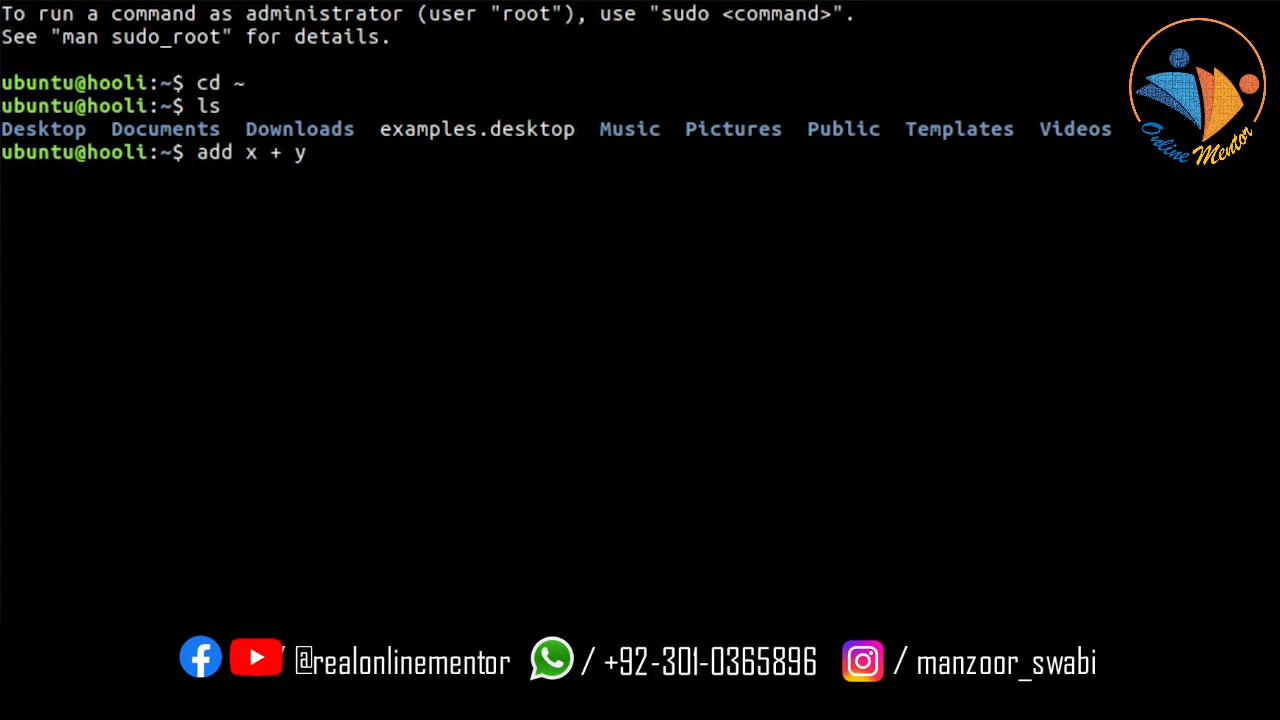 To run a command as administrator (user "root"), use "sudo <command>".
See "man sudo_root" for details.
ubuntu@hooli:~$ cd ~
ubuntu@hooli:~$ ls
Desktop Documents Downloads examples.desktop Music Pictures Public Templates Videos
ubuntu@hooli:~$ add x + y
Online Mentor
/ @realonlinementor / +92-301-0365896 / manzoor_swabi